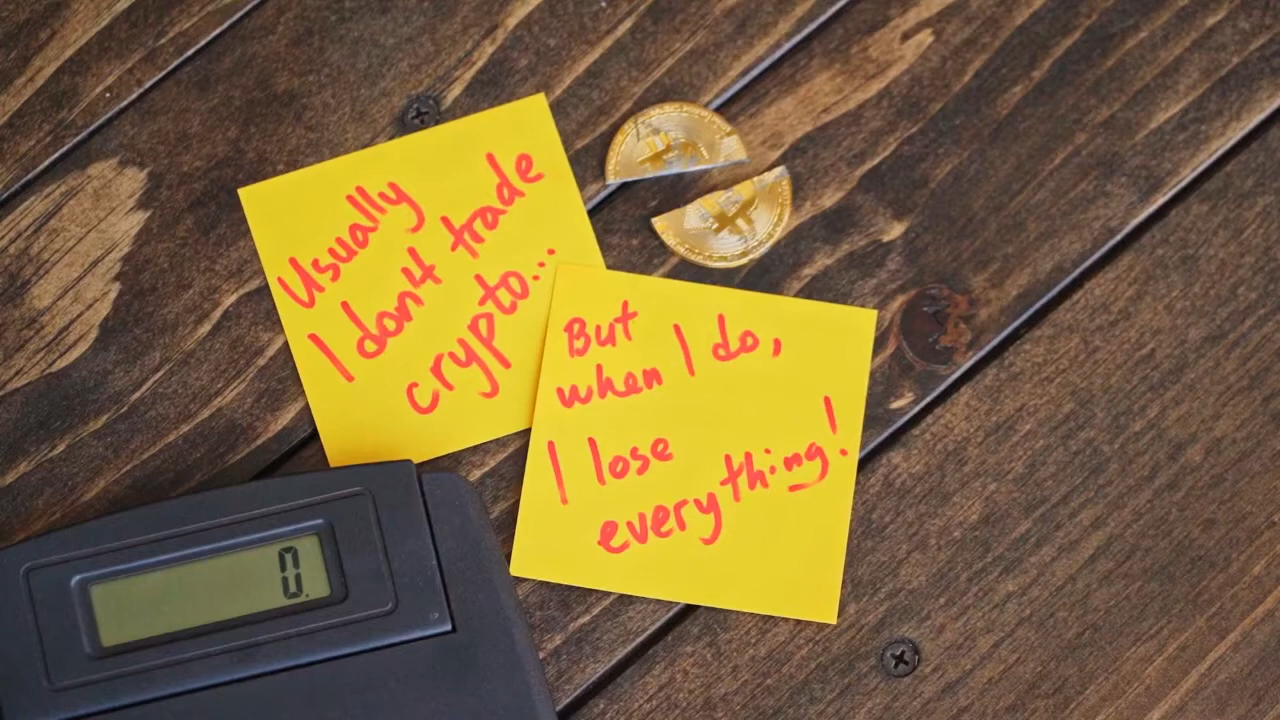 Usually
I don't trade
crypto...
But
when I do,
I lose
everything!
0.